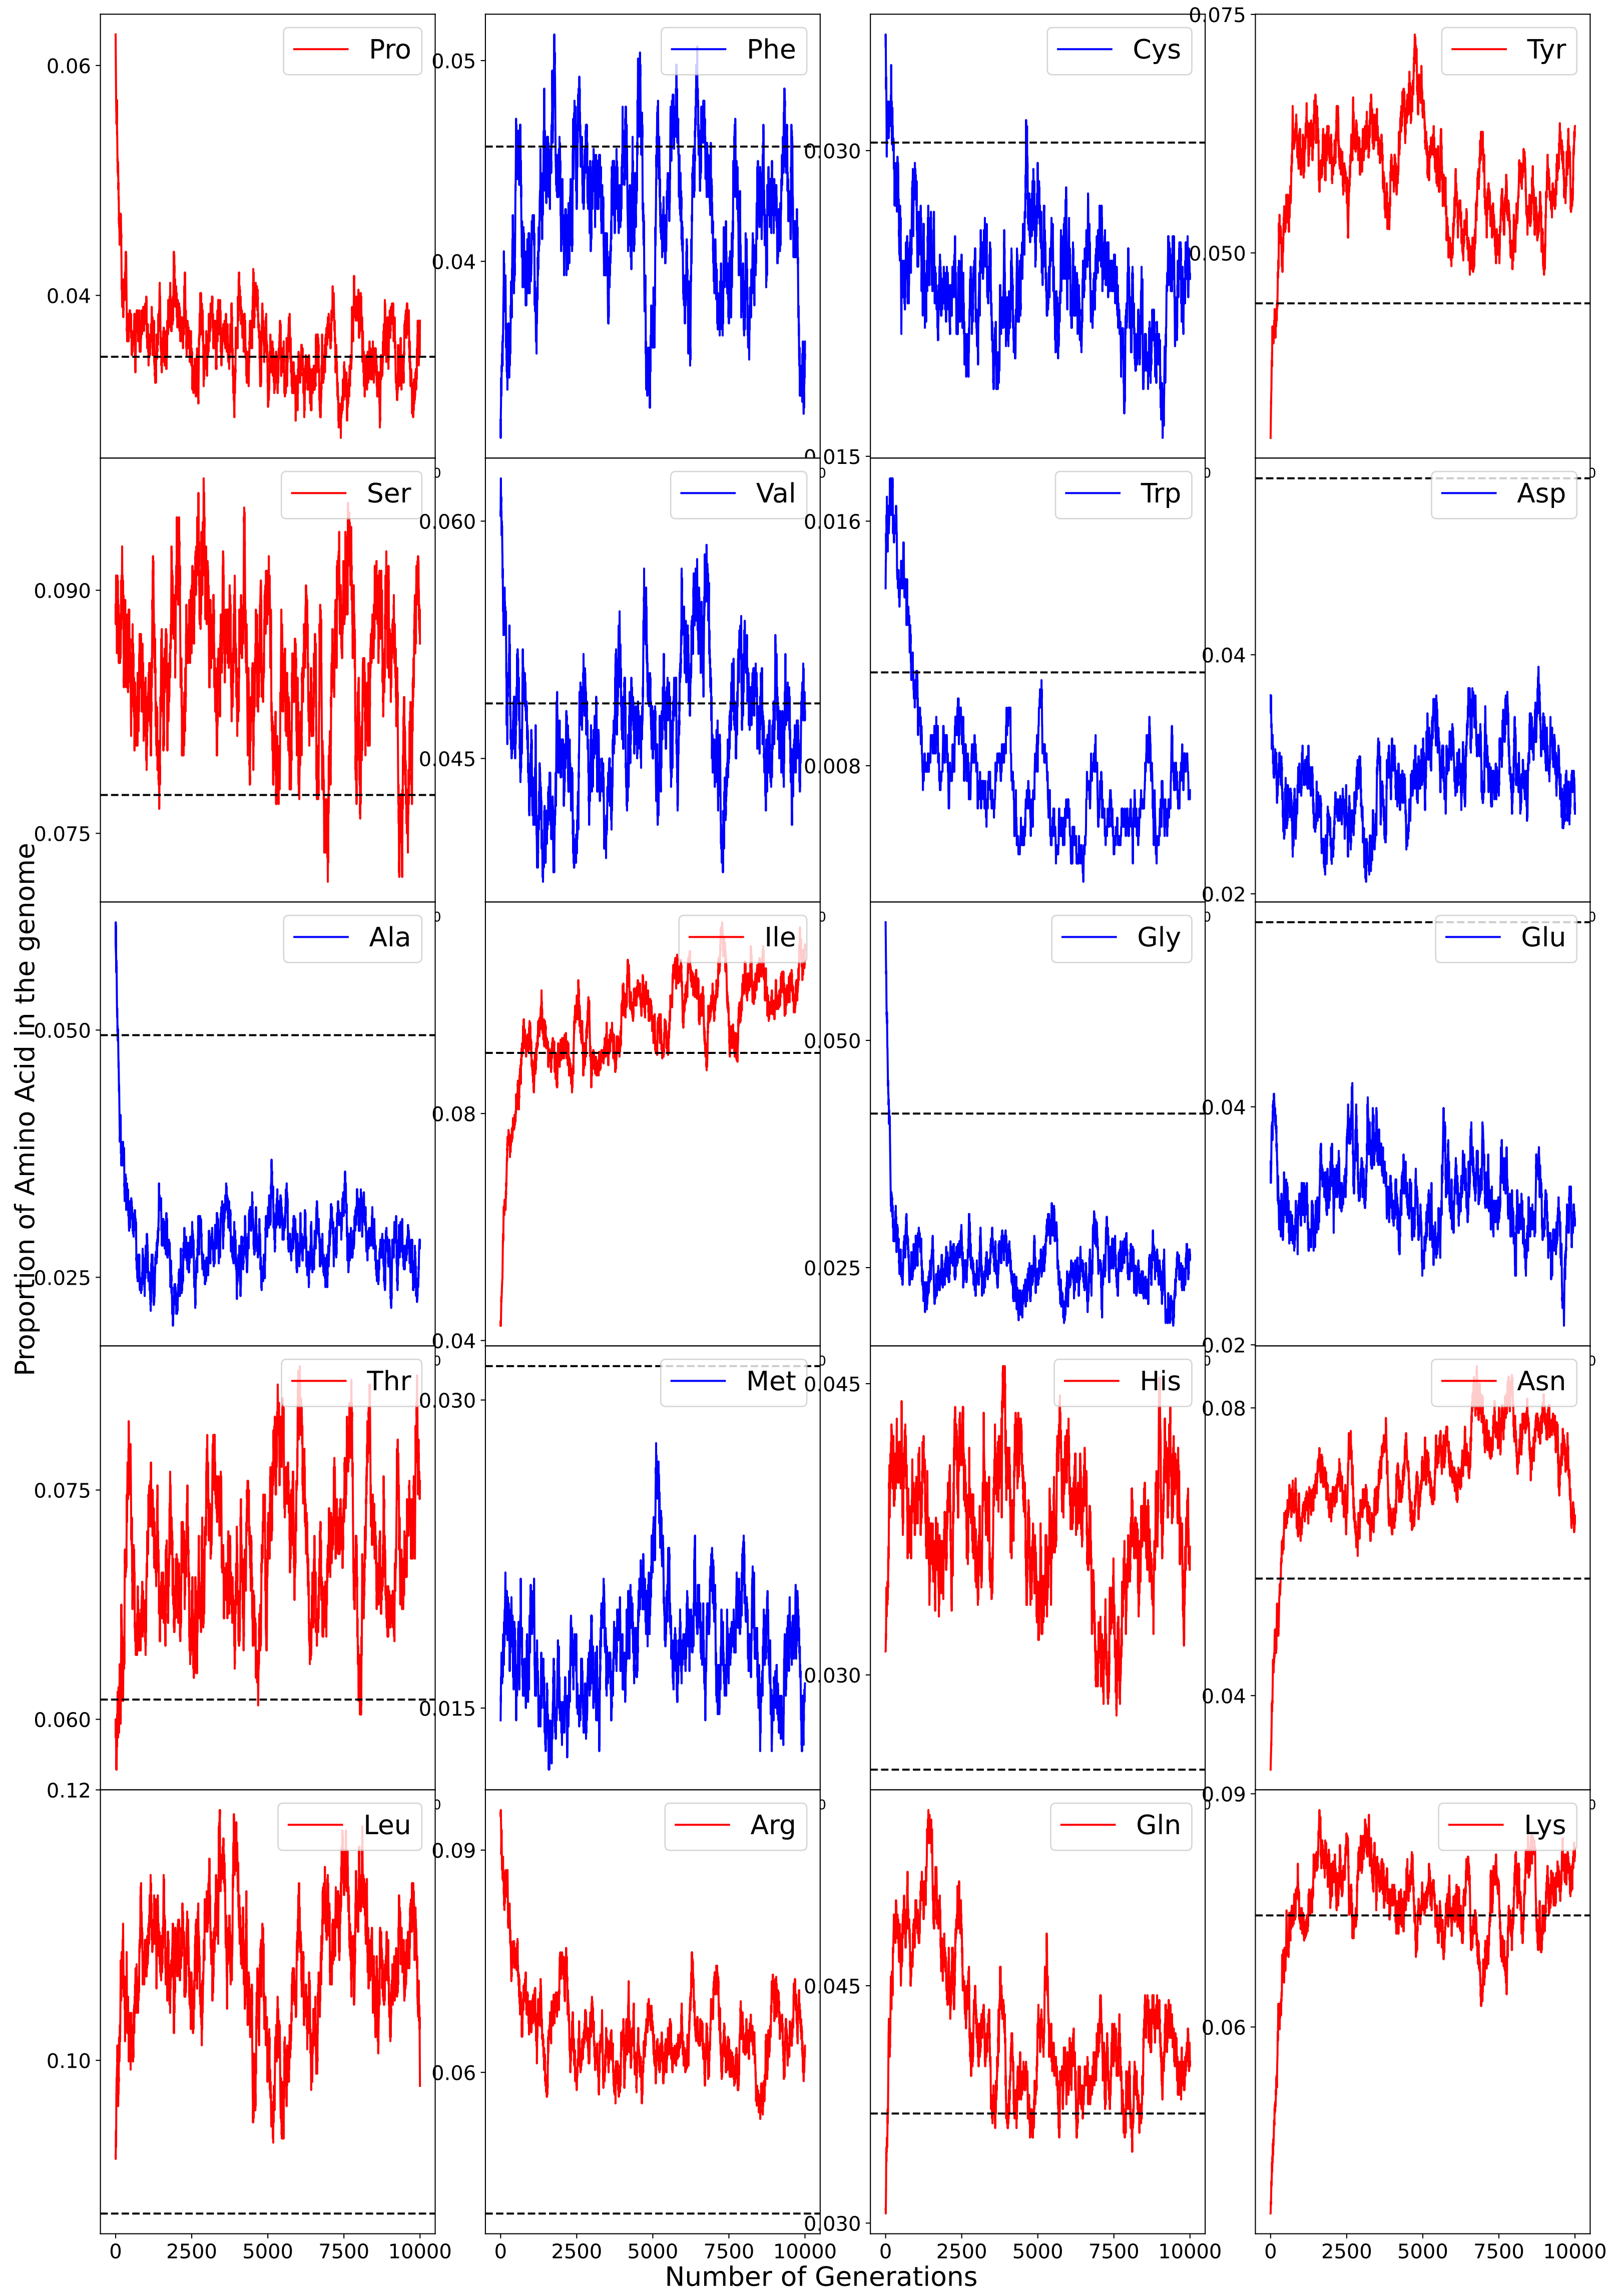 Proportion of Amino Acid in the genome
Pro
0.06
0.04
Phe
0.05
0.04
Cys
0.030
0.015
Tyr
0.075
0.050
Ser
0.090
0.075
Val
0.060
0.045
Trp
0.016
0.008
Asp
0.04
0.02
Ala
0.050
0.025
Ile
0.08
0.04
Gly
0.050
0.025
Glu
0.04
0.02
Thr
0.075
0.060
Met
0.030
0.015
His
0.045
0.030
Asn
0.08
0.04
Leu
0.12
0.10
0 2500 5000 7500 10000
Arg
0.09
0.06
0 2500 5000 7500 10000
Gln
0.045
0.030
0 2500 5000 7500 10000
Lys
0.09
0.06
0 2500 5000 7500 10000
Number of Generations